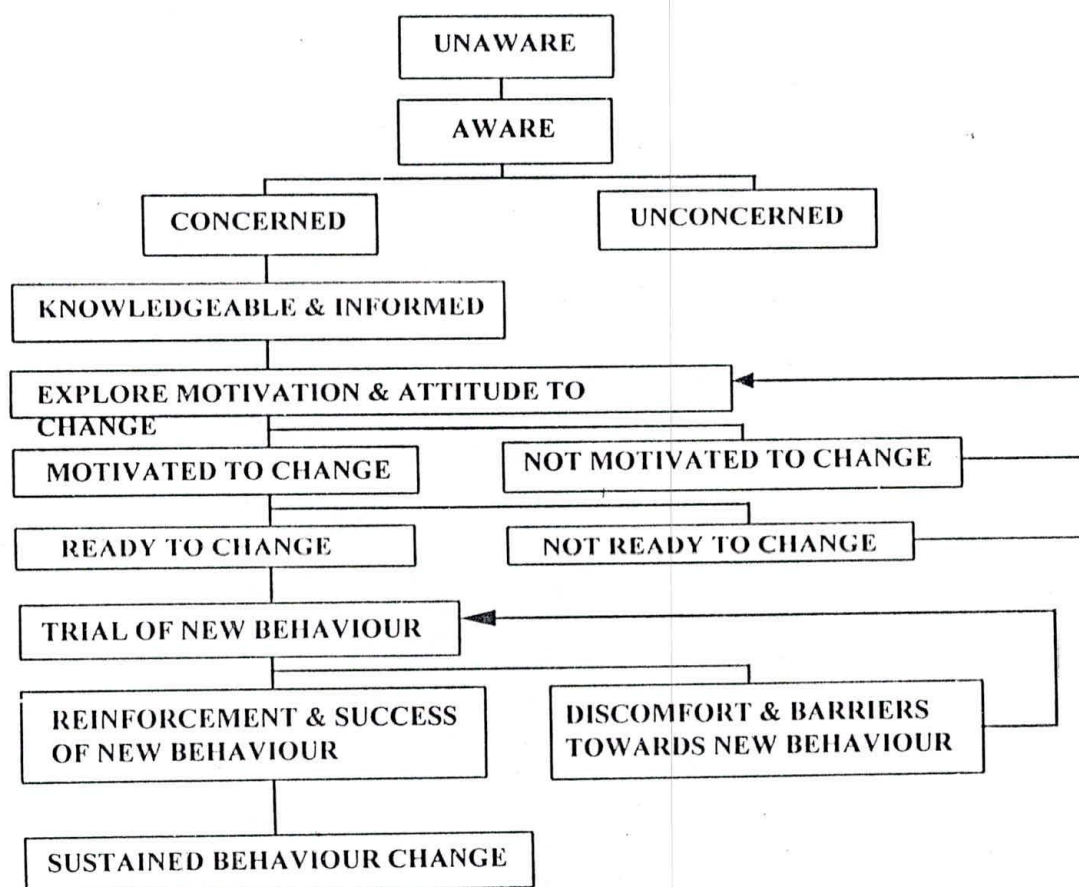 UNAWARE
AWARE
CONCERNED
UNCONCERNED
KNOWLEDGEABLE & INFORMED
EXPLORE MOTIVATION & ATTITUDE TO
CHANGE
MOTIVATED TO CHANGE
NOT MOTIVATED TO CHANGE
READY TO CHANGE
NOT READY TO CHANGE
TRIAL OF NEW BEHAVIOUR
REINFORCEMENT & SUCCESS
OF NEW BEHAVIOUR
DISCOMFORT & BARRIERS
TOWARDS NEW BEHAVIOUR
SUSTAINED BEHAVIOUR CHANGE